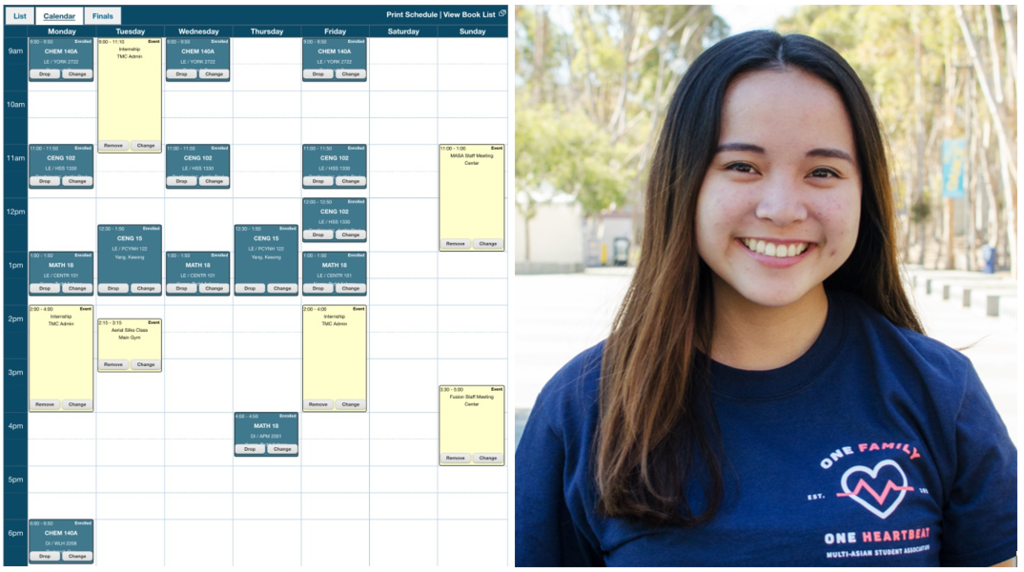 List Calendar Finals Print Schedule | View Book List
Monday Tuesday Wednesday Thursday Friday Saturday Sunday
9am
9:00 - 9:50 Enrolled
CHEM 140A
LE / YORK 2722
Drop Change
9:00 - 11:10 Event
Internship
TMC Admin
Remove Change
9:00 - 9:50 Enrolled
CHEM 140A
LE / YORK 2722
Drop Change
9:00 - 9:50 Enrolled
CHEM 140A
LE / YORK 2722
Drop Change
10am
11am
11:00 - 11:50 Enrolled
CENG 102
LE / HSS 1330
Drop Change
11:00 - 11:50 Enrolled
CENG 102
LE / HSS 1330
Drop Change
11:00 - 11:50 Enrolled
CENG 102
LE / HSS 1330
Drop Change
11:00 - 1:00 Event
MASA Staff Meeting
Center
Remove Change
12pm
12:00 - 12:50 Enrolled
CENG 102
LE / HSS 1330
Drop Change
12:30 - 1:50 Enrolled
CENG 15
LE / PCYNH 122
Yang, Kesong
Drop Change
12:30 - 1:50 Enrolled
CENG 15
LE / PCYNH 122
Yang, Kesong
Drop Change
1pm
1:00 - 1:50 Enrolled
MATH 18
LE / CENTR 101
Drop Change
1:00 - 1:50 Enrolled
MATH 18
LE / CENTR 101
Drop Change
1:00 - 1:50 Enrolled
MATH 18
LE / CENTR 101
Drop Change
2pm
2:00 - 4:00 Event
Internship
TMC Admin
Remove Change
2:15 - 3:15 Event
Aerial Silks Class
Main Gym
Remove Change
2:00 - 4:00 Event
Internship
TMC Admin
Remove Change
3pm
3:30 - 5:00 Event
Fusion Staff Meeting
Center
Remove Change
4pm
4:00 - 4:50 Enrolled
MATH 18
DI / APM 2301
Drop Change
5pm
6pm
6:00 - 6:50 Enrolled
CHEM 140A
DI / WLH
Drop Change
ONE FAMILY
EST.
ONE HEARTBEAT
MULTI-ASIAN STUDENT ASSOCIATION